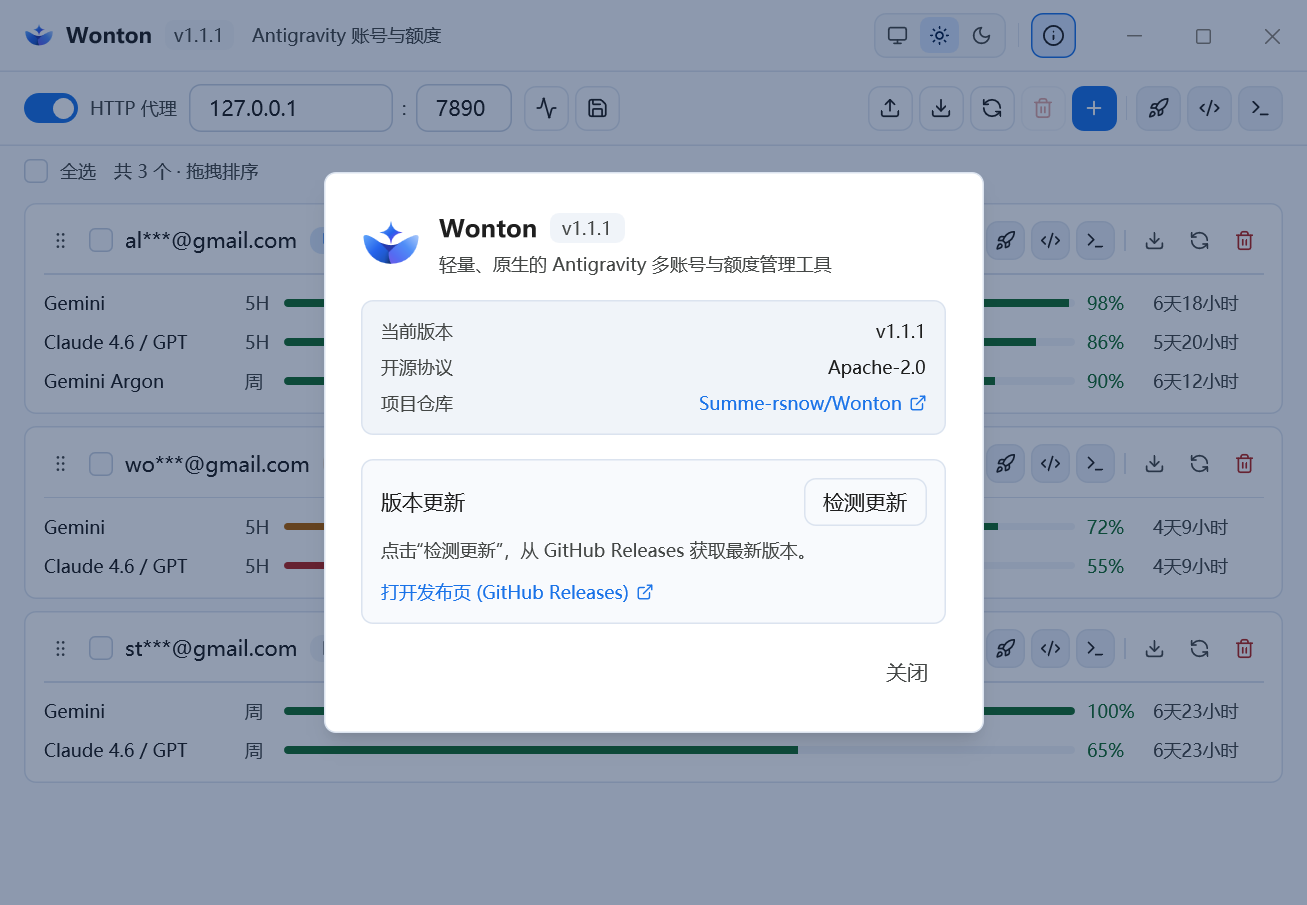 Wonton v1.1.1 Antigravity 账号与额度
HTTP 代理 127.0.0.1 : 7890
全选 共 3 个 · 拖拽排序
al***@gmail.com
Gemini 5H 98% 6天18小时
Claude 4.6 / GPT 5H 86% 5天20小时
Gemini Argon 周 90% 6天12小时
wo***@gmail.com
Gemini 5H 72% 4天9小时
Claude 4.6 / GPT 5H 55% 4天9小时
st***@gmail.com
Gemini 周 100% 6天23小时
Claude 4.6 / GPT 周 65% 6天23小时
Wonton v1.1.1
轻量、原生的 Antigravity 多账号与额度管理工具
当前版本 v1.1.1
开源协议 Apache-2.0
项目仓库 Summe-rsnow/Wonton
版本更新 检测更新
点击“检测更新”，从 GitHub Releases 获取最新版本。
打开发布页 (GitHub Releases)
关闭